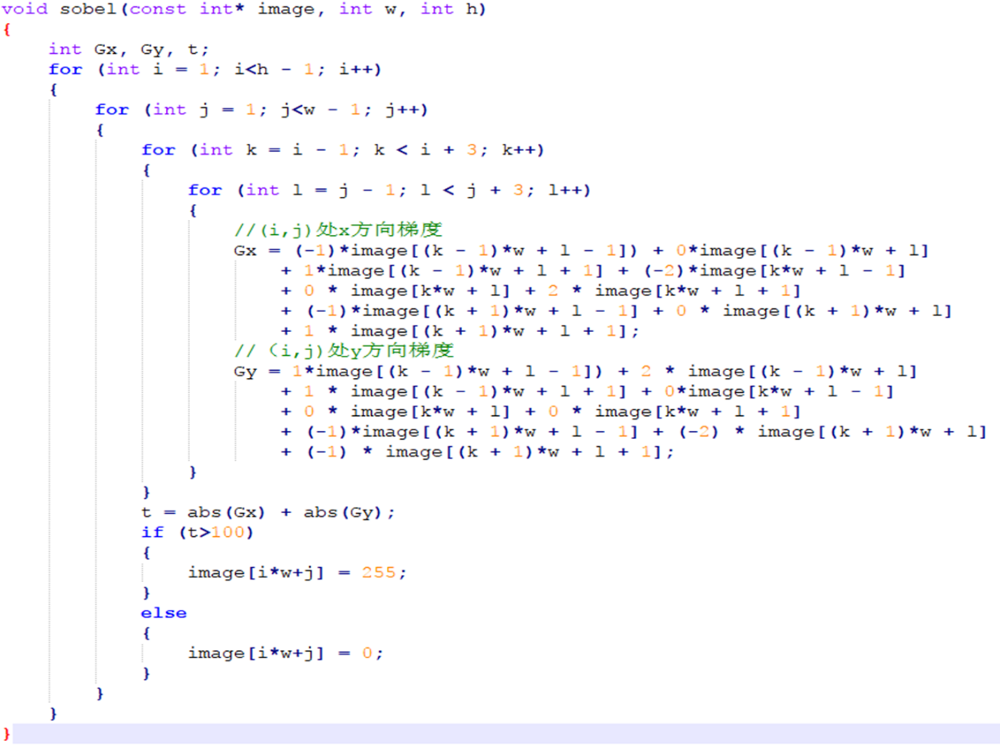 void sobel(const int* image, int w, int h)
{
    int Gx, Gy, t;
    for (int i = 1; i<h - 1; i++)
    {
        for (int j = 1; j<w - 1; j++)
        {
            for (int k = i - 1; k < i + 3; k++)
            {
                for (int l = j - 1; l < j + 3; l++)
                {
                    //(i,j)处x方向梯度
                    Gx = (-1)*image[(k - 1)*w + l - 1]) + 0*image[(k - 1)*w + l]
                        + 1*image[(k - 1)*w + l + 1] + (-2)*image[k*w + l - 1]
                        + 0 * image[k*w + l] + 2 * image[k*w + l + 1]
                        + (-1)*image[(k + 1)*w + l - 1] + 0 * image[(k + 1)*w + l]
                        + 1 * image[(k + 1)*w + l + 1];
                    // (i,j)处y方向梯度
                    Gy = 1*image[(k - 1)*w + l - 1]) + 2 * image[(k - 1)*w + l]
                        + 1 * image[(k - 1)*w + l + 1] + 0*image[k*w + l - 1]
                        + 0 * image[k*w + l] + 0 * image[k*w + l + 1]
                        + (-1)*image[(k + 1)*w + l - 1] + (-2) * image[(k + 1)*w + l]
                        + (-1) * image[(k + 1)*w + l + 1];
                }
            }
            t = abs(Gx) + abs(Gy);
            if (t>100)
            {
                image[i*w+j] = 255;
            }
            else
            {
                image[i*w+j] = 0;
            }
        }
    }
}